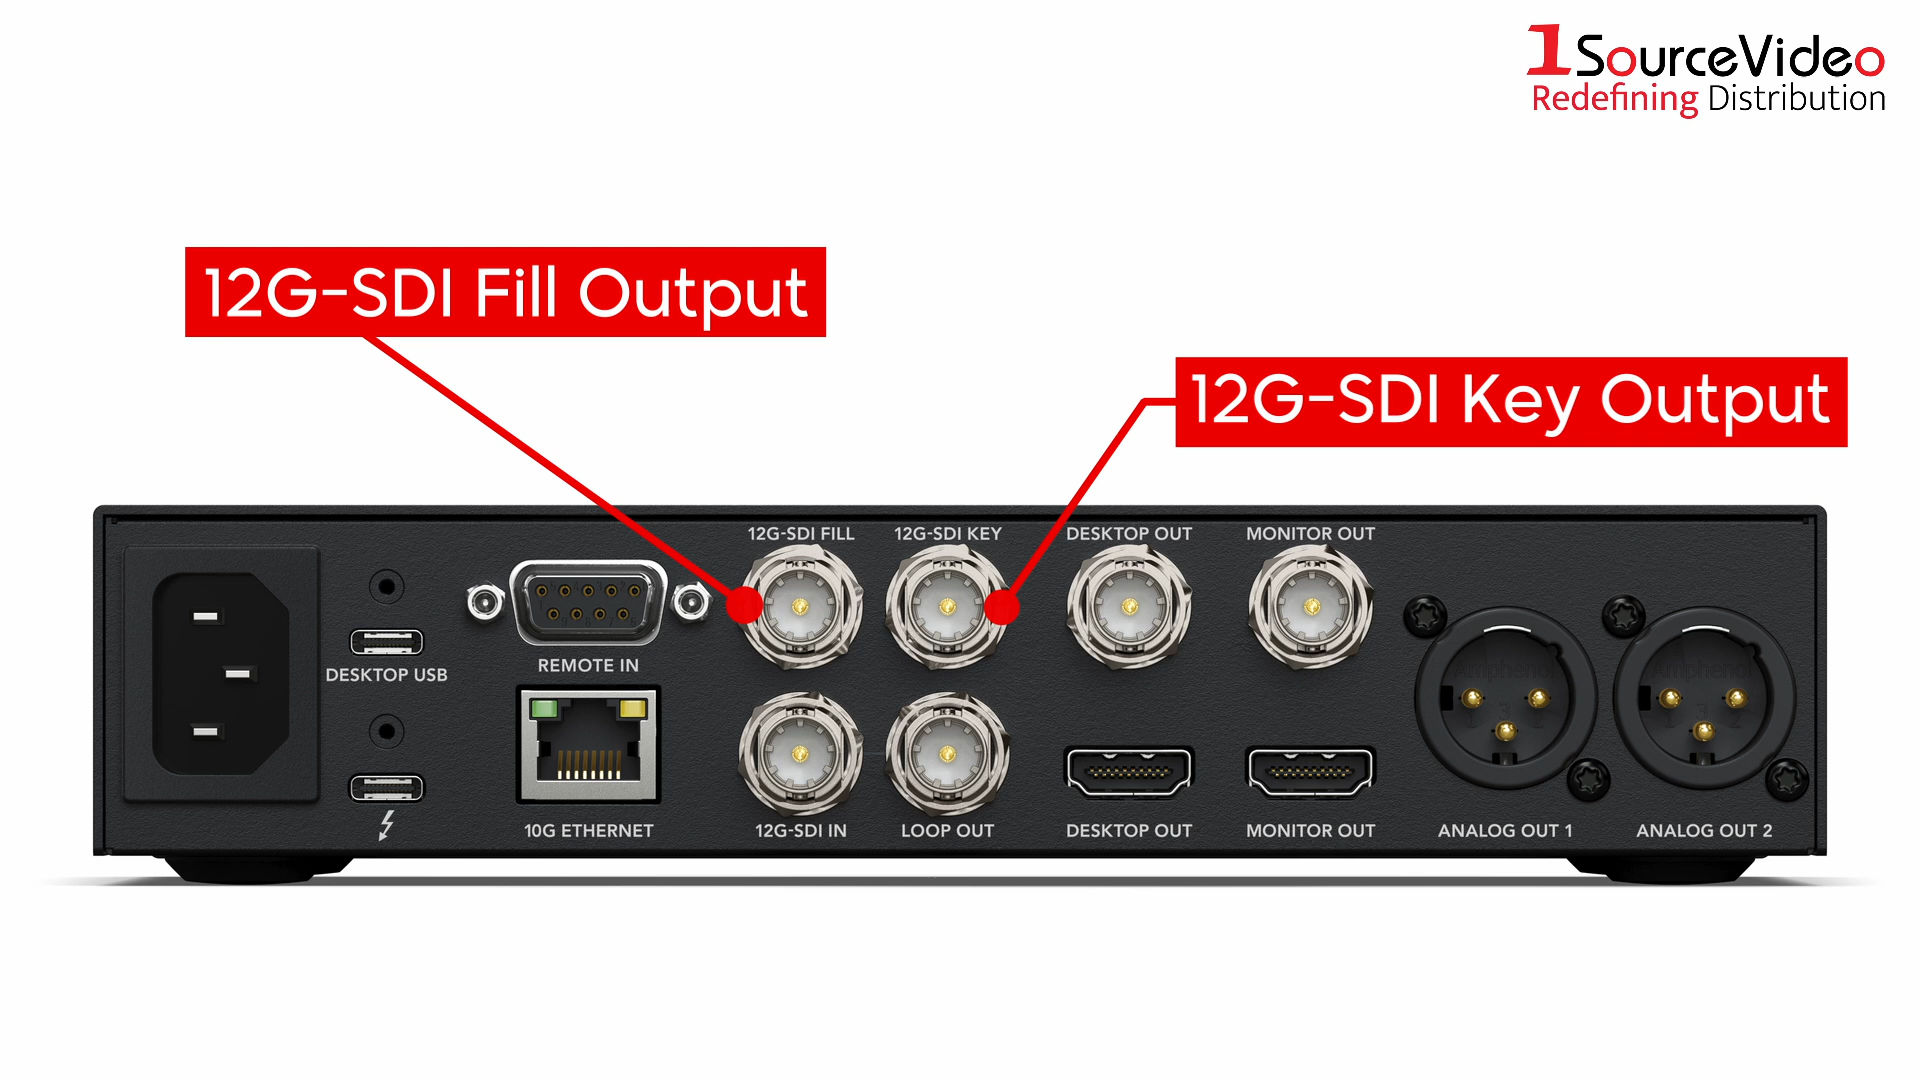 1SourceVideo
Redefining Distribution
12G-SDI Fill Output
12G-SDI Key Output
12G-SDI FILL
12G-SDI KEY
DESKTOP OUT
MONITOR OUT
DESKTOP USB
REMOTE IN
Amphenol
Amphenol
10G ETHERNET
12G-SDI IN
LOOP OUT
DESKTOP OUT
MONITOR OUT
ANALOG OUT 1
ANALOG OUT 2